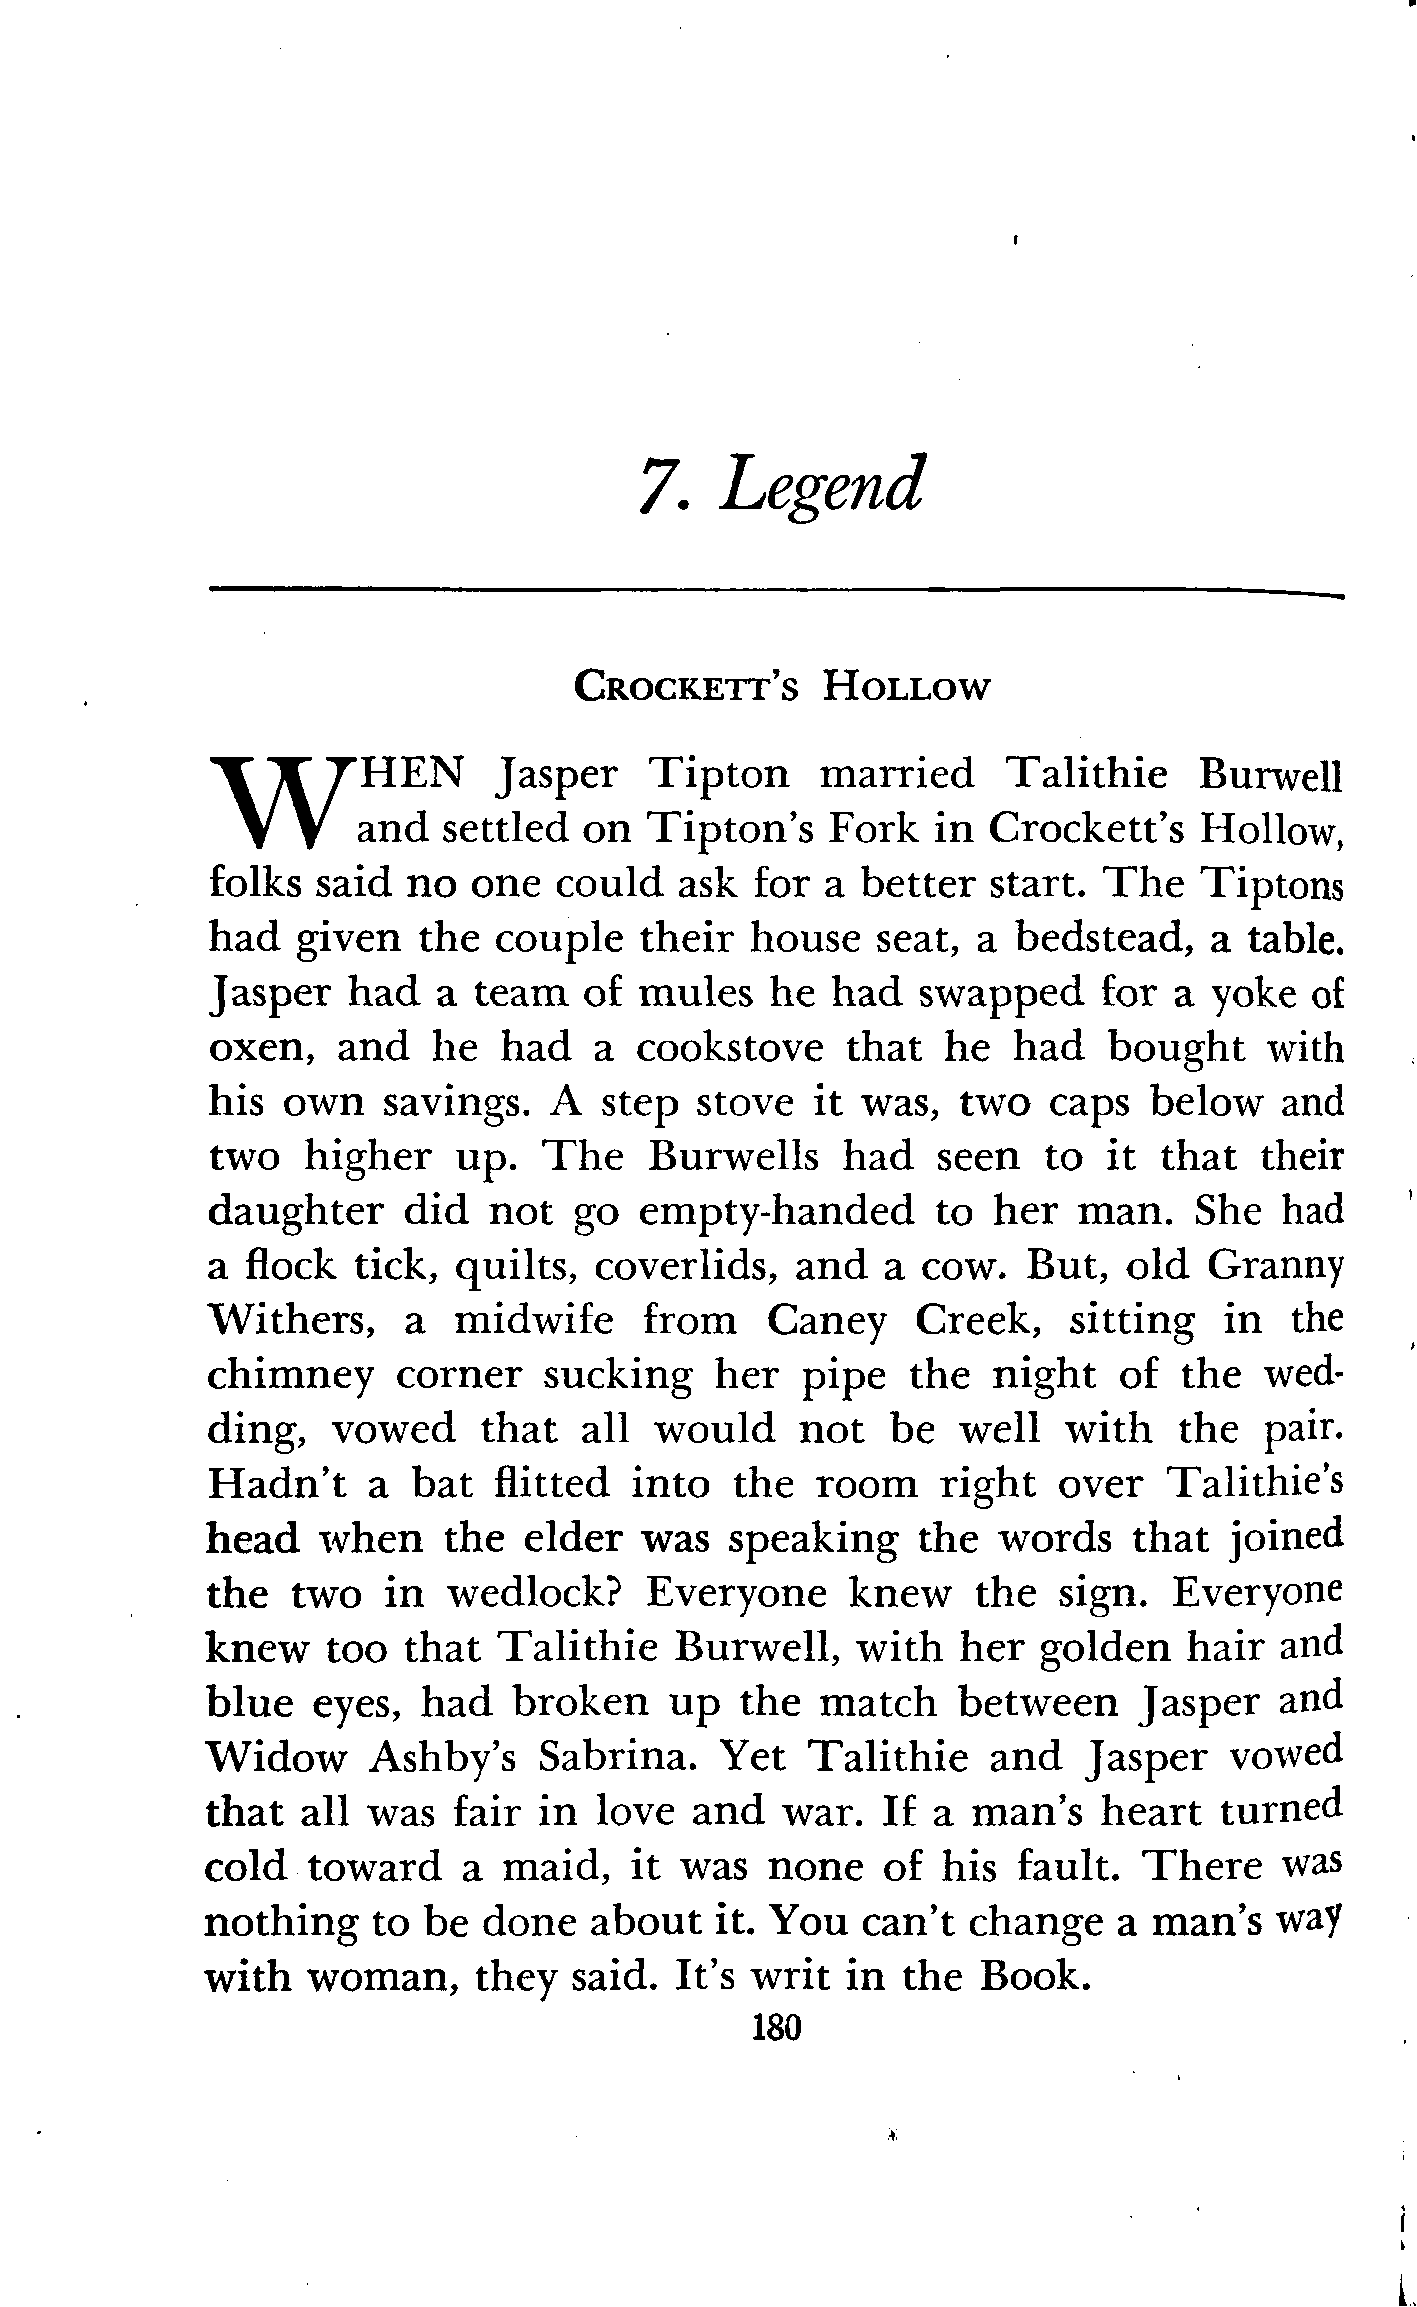 7. Legend
CROCKETT'S HOLLOW
WHEN Jasper Tipton married Talithie Burwell
and settled on Tipton's Fork in Crockett's Hollow,
folks said no one could ask for a better start. The Tiptons
had given the couple their house seat, a bedstead, a table.
Jasper had a team of mules he had swapped for a yoke of
oxen, and he had a cookstove that he had bought with
his own savings. A step stove it was, two caps below and
two higher up. The Burwells had seen to it that their
daughter did not go empty-handed to her man. She had
a flock tick, quilts, coverlids, and a cow. But, old Granny
Withers, a midwife from Caney Creek, sitting in the
chimney corner sucking her pipe the night of the wed-
ding, vowed that all would not be well with the pair.
Hadn't a bat flitted into the room right over Talithie's
head when the elder was speaking the words that joined
the two in wedlock? Everyone knew the sign. Everyone
knew too that Talithie Burwell, with her golden hair and
blue eyes, had broken up the match between Jasper and
Widow Ashby's Sabrina. Yet Talithie and Jasper vowed
that all was fair in love and war. If a man's heart turned
cold toward a maid, it was none of his fault. There was
nothing to be done about it. You can't change a man's way
with woman, they said. It's writ in the Book.
180